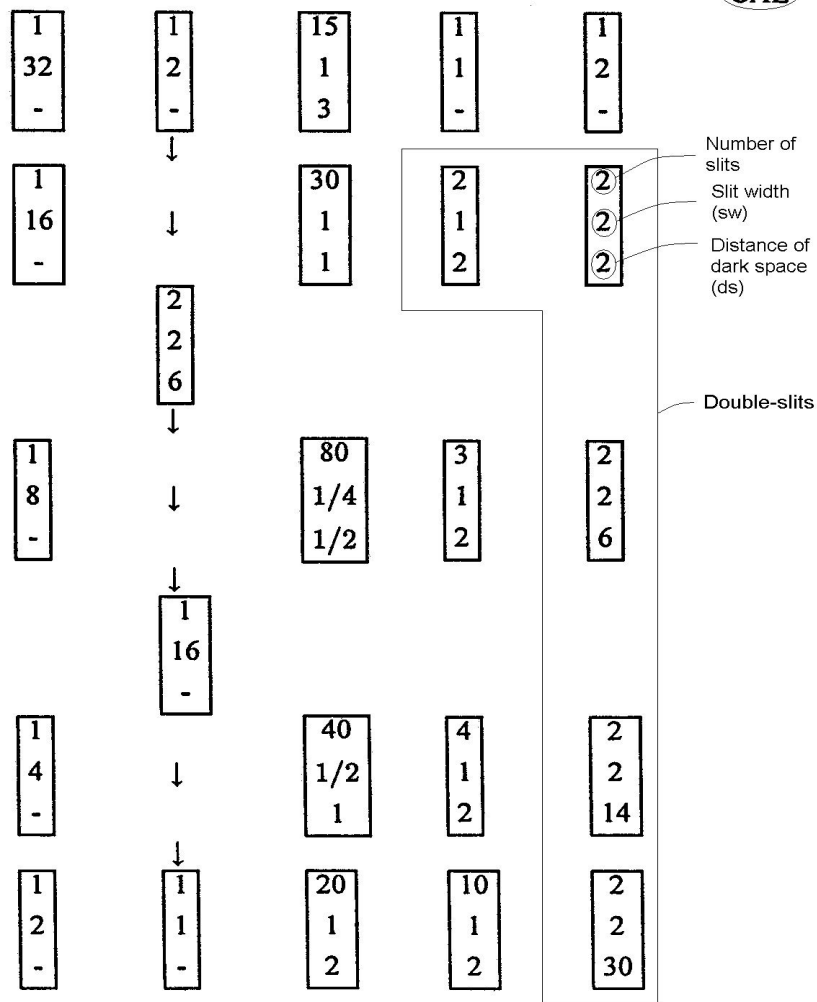 1 1 15 1 1
32 2 1 1 2
- - 3 - -
↓
Number of
slits
1 30 2 2
16 ↓ 1 1 2
- 1 2 2
Slit width
(sw)
Distance of
dark space
(ds)
2
2
6
↓
Double-slits
1 80 3 2
8 ↓ 1/4 1 2
- 1/2 2 6
↓
1
16
-
1 40 4 2
4 ↓ 1/2 1 2
- 1 2 14
↓
1 1 20 10 2
2 1 1 1 2
- - 2 2 30